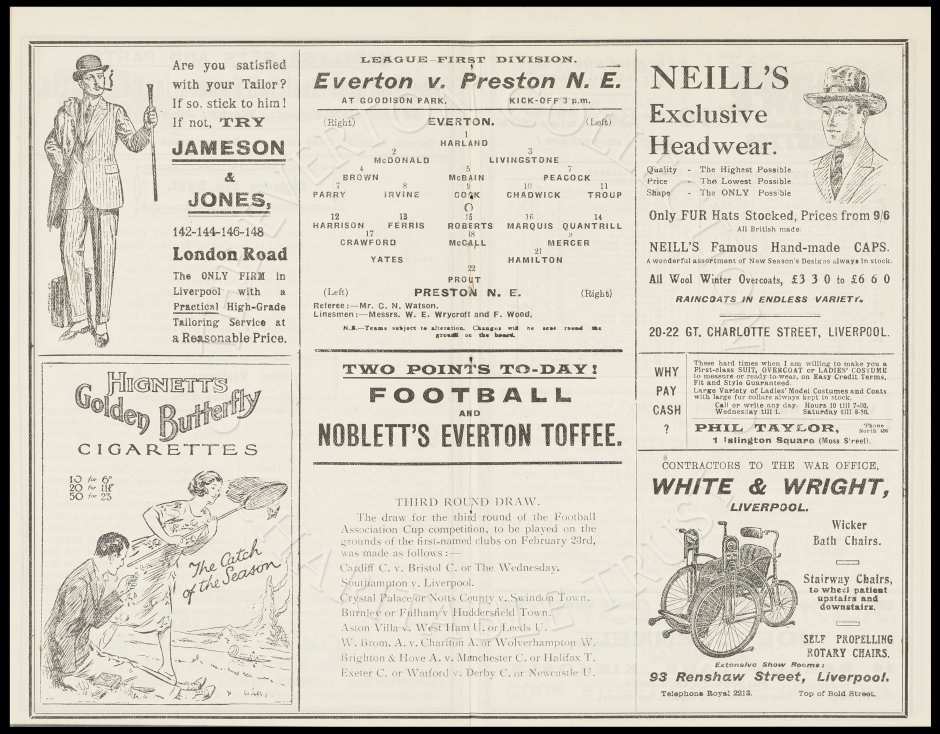 Are you satisfied
with your Tailor?
If so, stick to him!
If not, TRY
JAMESON
&
JONES,
142-144-146-148
London Road
The ONLY FIRM in
Liverpool with a
Practical High-Grade
Tailoring Service at
a Reasonable Price.
HIGNETT'S
Golden Butterfly
CIGARETTES
10 for 6d
20 for 11½d
50 for 2/3
The Catch
of the Season
LEAGUE—FIRST DIVISION.
Everton v. Preston N. E.
AT GOODISON PARK. KICK-OFF 3 p.m.
(Right) EVERTON. (Left)
1
HARLAND
2 3
McDONALD LIVINGSTONE
4 5 7
BROWN McBAIN PEACOCK
7 8 9 10 11
PARRY IRVINE COCK CHADWICK TROUP
O
12 13 15 16 14
HARRISON FERRIS ROBERTS MARQUIS QUANTRILL
17 18 9
CRAWFORD McCALL MERCER
21
YATES HAMILTON
22
PROUT
(Left) PRESTON N. E. (Right)
Referee:—Mr. C. N. Watson.
Linesmen:—Messrs. W. E. Wrycroft and F. Wood.
N.B.—Teams subject to alteration. Changes will be sent round the
ground on the board.
TWO POINTS TO-DAY!
FOOTBALL
AND
NOBLETT'S EVERTON TOFFEE.
THIRD ROUND DRAW.
The draw for the third round of the Football
Association Cup competition, to be played on the
grounds of the first-named clubs on February 23rd,
was made as follows:—
Cardiff C. v. Bristol C. or The Wednesday.
Southampton v. Liverpool.
Crystal Palace or Notts County v. Swindon Town.
Burnley or Fulham v Huddersfield Town.
Aston Villa v. West Ham U. or Leeds U.
W. Brom. A. v. Charlton A. or Wolverhampton W.
Brighton & Hove A. v. Manchester C. or Halifax T.
Exeter C. or Watford v. Derby C. or Newcastle U.
NEILL'S
Exclusive
Headwear.
Quality - The Highest Possible
Price - The Lowest Possible
Shape - The ONLY Possible
Only FUR Hats Stocked, Prices from 9/6
All British made.
NEILL'S Famous Hand-made CAPS.
A wonderful assortment of New Season's Designs always in stock.
All Wool Winter Overcoats, £3 3 0 to £6 6 0
RAINCOATS IN ENDLESS VARIETY.
20-22 GT. CHARLOTTE STREET, LIVERPOOL.
WHY
PAY
CASH
?
These hard times when I am willing to make you a
First-class SUIT, OVERCOAT or LADIES' COSTUME
to measure or ready-to-wear, on Easy Credit Terms,
Fit and Style Guaranteed.
Large Variety of Ladies' Model Costumes and Coats
with large fur collars always kept in stock.
Call or write any day. Hours 10 till 7-30.
Wednesday till 1. Saturday till 8-30.
PHIL TAYLOR, 'Phone
North 496
1 Islington Square (Moss Street).
CONTRACTORS TO THE WAR OFFICE,
WHITE & WRIGHT,
LIVERPOOL.
Wicker
Bath Chairs.
Stairway Chairs,
to wheel patient
upstairs and
downstairs.
SELF PROPELLING
ROTARY CHAIRS.
Extensive Show Rooms:
93 Renshaw Street, Liverpool.
Telephone Royal 2213. Top of Bold Street.